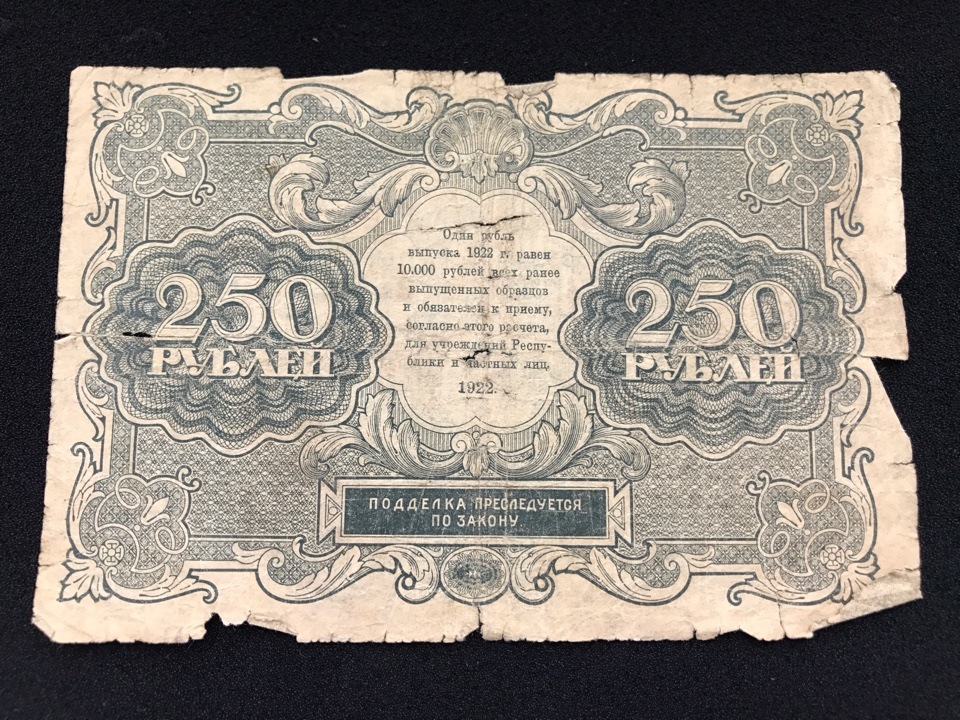 Один рубль
выпуска 1922 г. равен
10.000 рублей всех ранее
выпущенных образцов
и обязателен к приему,
согласно этого расчета,
для учреждений Респу-
блики и частных лиц.
1922.
250
РУБЛЕЙ
250
РУБЛЕЙ
ПОДДЕЛКА ПРЕСЛЕДУЕТСЯ
ПО ЗАКОНУ.